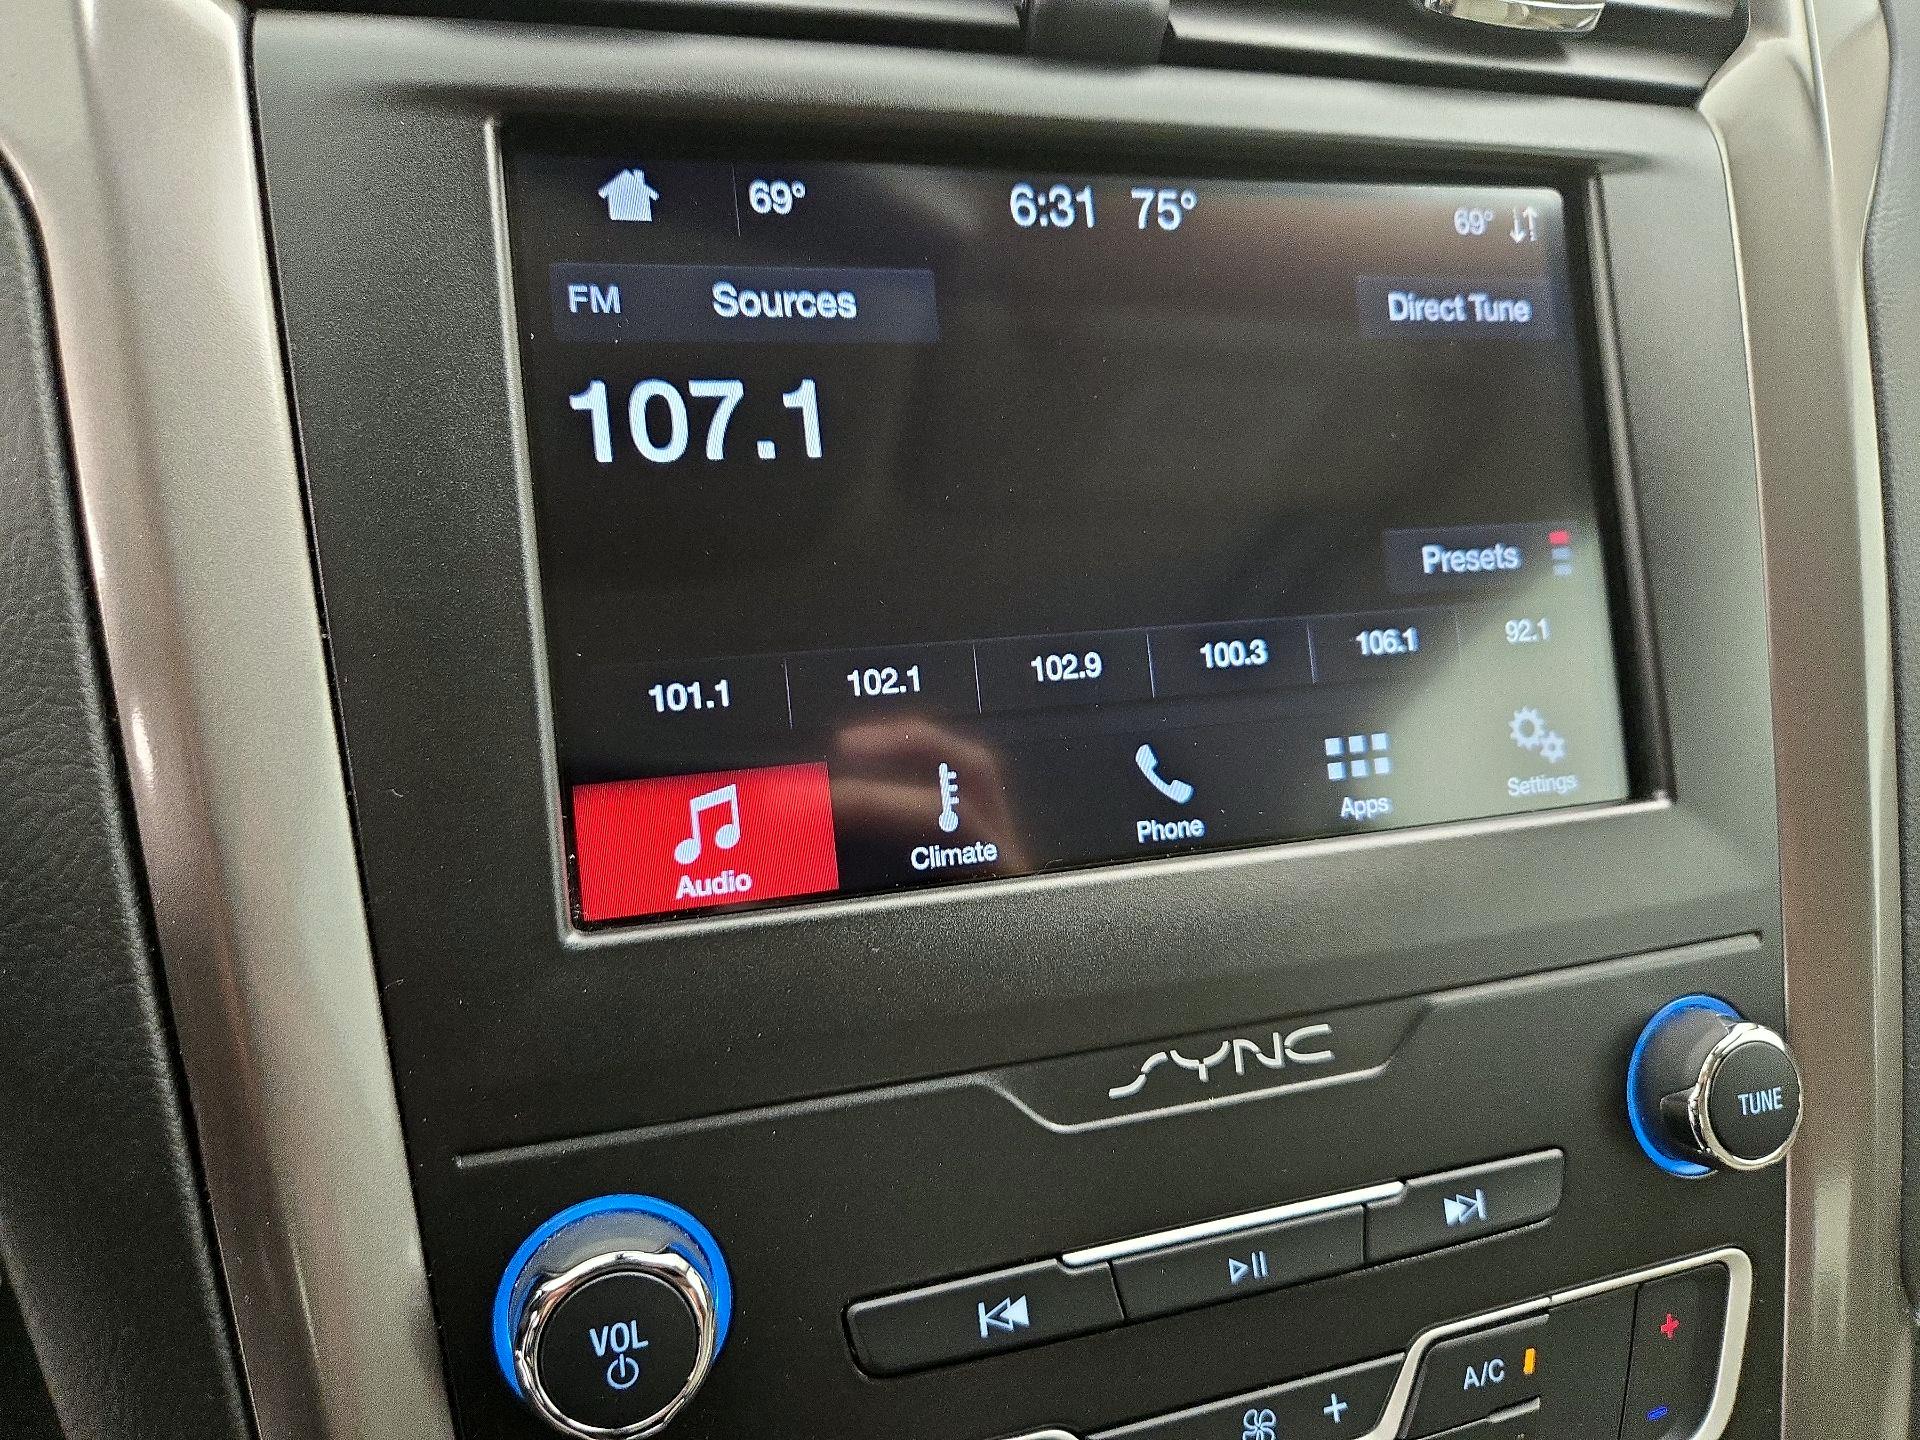 69° 6:31 75° 69°
FM Sources Direct Tune
107.1
Presets
101.1 102.1 102.9 100.3 106.1 92.1
Audio Climate Phone Apps Settings
SYNC
TUNE
VOL
A/C
+
+
-